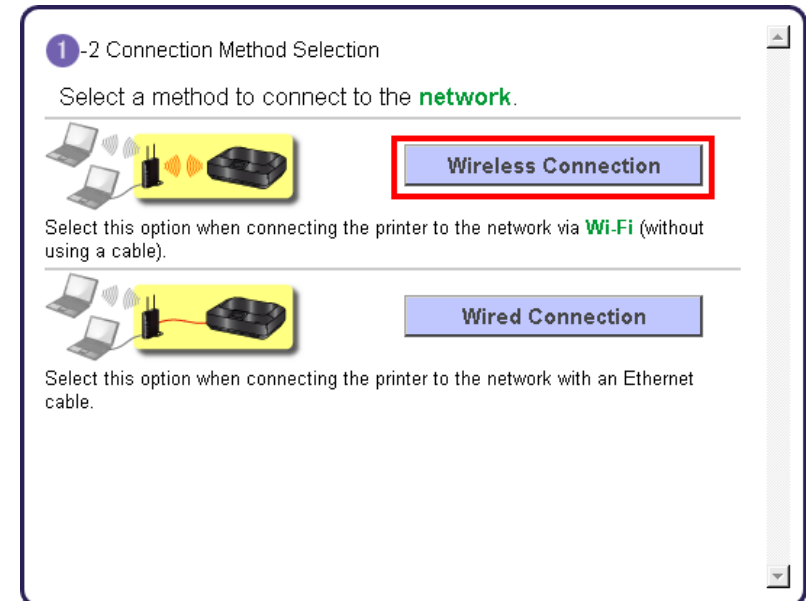 1-2 Connection Method Selection
Select a method to connect to the network.
Wireless Connection
Select this option when connecting the printer to the network via Wi-Fi (without
using a cable).
Wired Connection
Select this option when connecting the printer to the network with an Ethernet
cable.